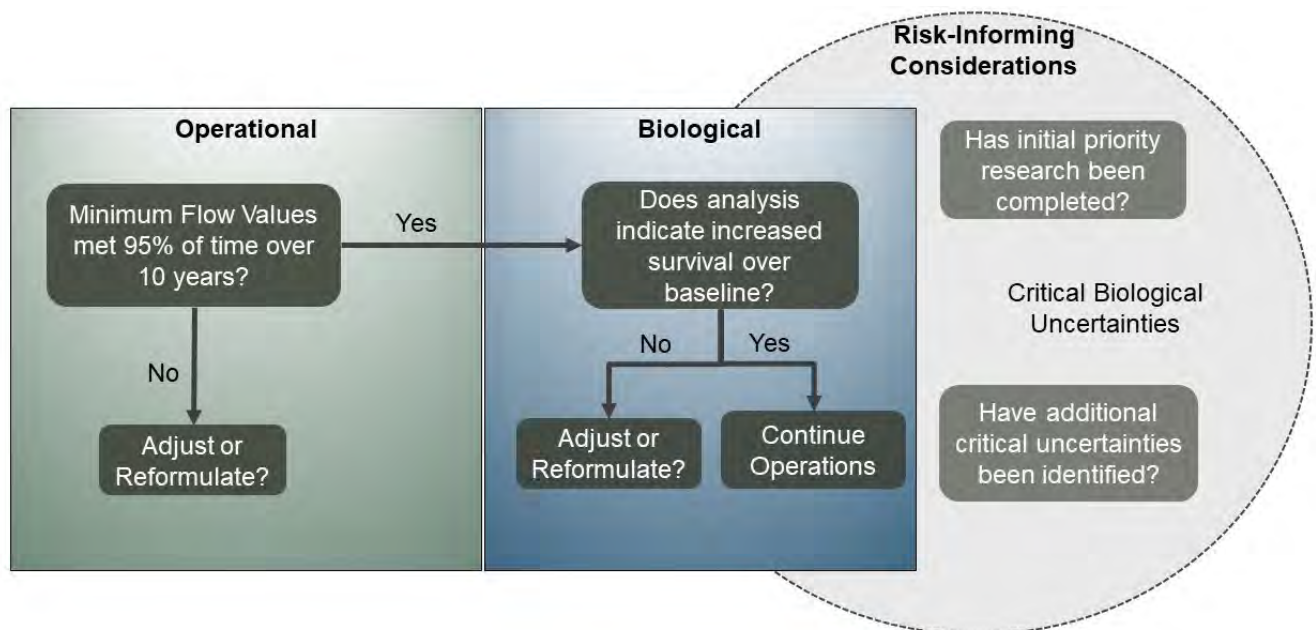 Operational
Minimum Flow Values
met 95% of time over
10 years?
Yes
No
Adjust or
Reformulate?
Biological
Does analysis
indicate increased
survival over
baseline?
No
Yes
Adjust or
Reformulate?
Continue
Operations
Risk-Informing
Considerations
Has initial priority
research been
completed?
Critical Biological
Uncertainties
Have additional
critical uncertainties
been identified?